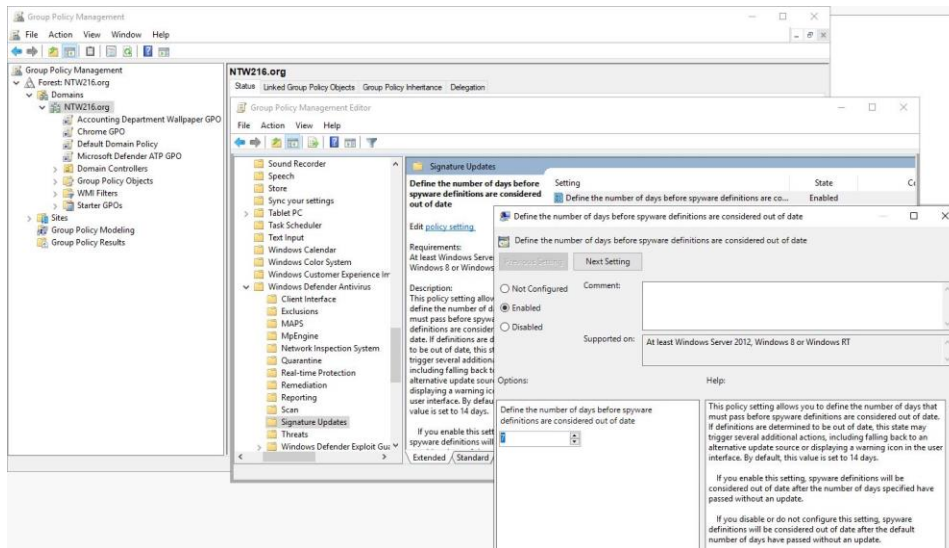 Group Policy Management
File Action View Window Help
Group Policy Management
Forest: NTW216.org
Domains
NTW216.org
Accounting Department Wallpaper GPO
Chrome GPO
Default Domain Policy
Microsoft Defender ATP GPO
Domain Controllers
Group Policy Objects
WMI Filters
Starter GPOs
Sites
Group Policy Modeling
Group Policy Results
NTW216.org
Status Linked Group Policy Objects Group Policy Inheritance Delegation
Group Policy Management Editor
File Action View Help
Sound Recorder
Speech
Store
Sync your settings
Tablet PC
Task Scheduler
Text Input
Windows Calendar
Windows Color System
Windows Customer Experience Im
Windows Defender Antivirus
Client Interface
Exclusions
MAPS
MpEngine
Network Inspection System
Quarantine
Real-time Protection
Remediation
Reporting
Scan
Signature Updates
Threats
Windows Defender Exploit Gua
Signature Updates
Define the number of days before
spyware definitions are considered
out of date
Edit policy setting
Requirements:
At least Windows Serve
Windows 8 or Windows
Description:
This policy setting allow
define the number of d
must pass before spywa
definitions are consider
date. If definitions are d
to be out of date, this st
trigger several additiona
including falling back t
alternative update sour
displaying a warning ic
user interface. By defau
value is set to 14 days.
If you enable this sett
spyware definitions will
Extended Standard
Setting State
Define the number of days before spyware definitions are co... Enabled
Define the number of days before spyware definitions are considered out of date
Define the number of days before spyware definitions are considered out of date
Previous Setting Next Setting
Not Configured
Enabled
Disabled
Comment:
Supported on: At least Windows Server 2012, Windows 8 or Windows RT
Options:
Define the number of days before spyware
definitions are considered out of date
Help:
This policy setting allows you to define the number of days that
must pass before spyware definitions are considered out of date.
If definitions are determined to be out of date, this state may
trigger several additional actions, including falling back to an
alternative update source or displaying a warning icon in the user
interface. By default, this value is set to 14 days.
If you enable this setting, spyware definitions will be
considered out of date after the number of days specified have
passed without an update.
If you disable or do not configure this setting, spyware
definitions will be considered out of date after the default
number of days have passed without an update.